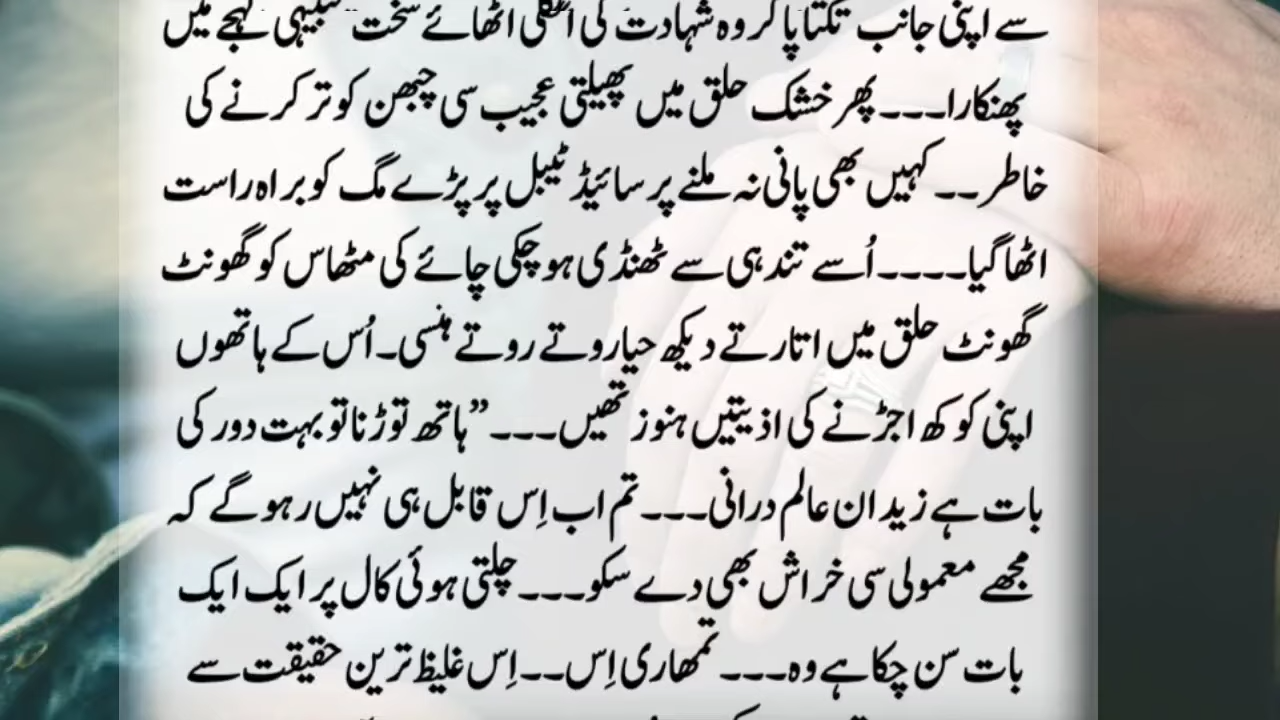 سے اپنی جانب تکتا پا کر وہ شہادت کی انگلی اٹھائے سخت تنبیہی لہجے میں
پھنکارا۔۔۔ پھر خشک حلق میں پھیلتی عجیب سی چبھن کو تر کرنے کی
خاطر۔۔ کہیں بھی پانی نہ ملنے پر سائیڈ ٹیبل پر پڑے مگ کو براہ راست
اٹھا گیا۔۔۔۔ اُسے تندہی سے ٹھنڈی ہو چکی چائے کی مٹھاس کو گھونٹ
گھونٹ حلق میں اتارتے دیکھ حیا روتے روتے ہنسی۔ اُس کے ہاتھوں
اپنی کوکھ اجڑنے کی اذیتیں ہنوز تھیں۔۔۔ ”ہاتھ توڑنا تو بہت دور کی
بات ہے زیدان عالم درانی۔۔۔ تم اب اِس قابل ہی نہیں رہو گے کہ
مجھے معمولی سی خراش بھی دے سکو۔۔۔ چلتی ہوئی کال پر ایک ایک
بات سن چکا ہے وہ۔۔۔ تمھاری اِس۔۔ اِس غلیظ ترین حقیقت سے